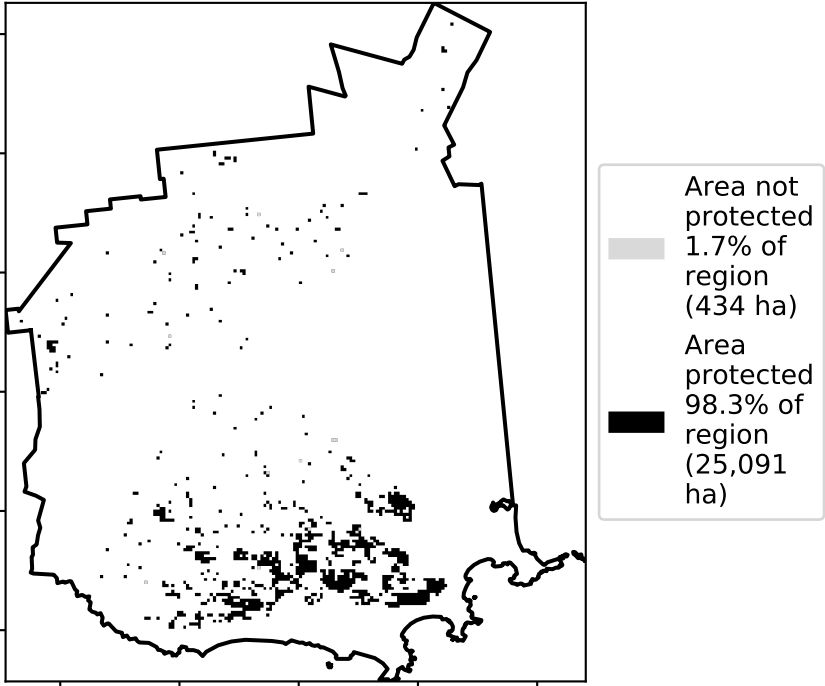 Area not
protected
1.7% of
region
(434 ha)
Area
protected
98.3% of
region
(25,091
ha)